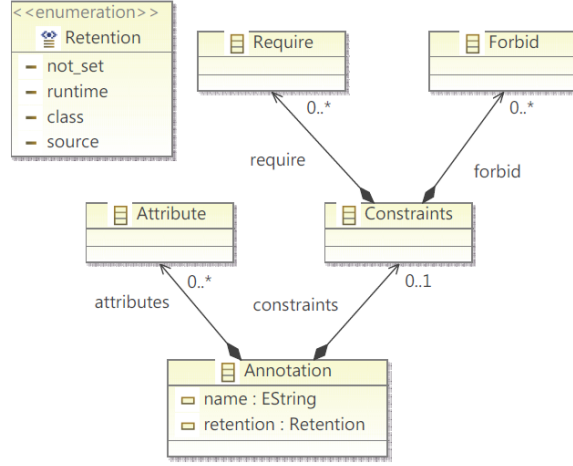 <<enumeration>>
Retention
not_set
runtime
class
source
Require
Forbid
0..*
0..*
require
forbid
Attribute
Constraints
0..*
0..1
attributes
constraints
Annotation
name : EString
retention : Retention